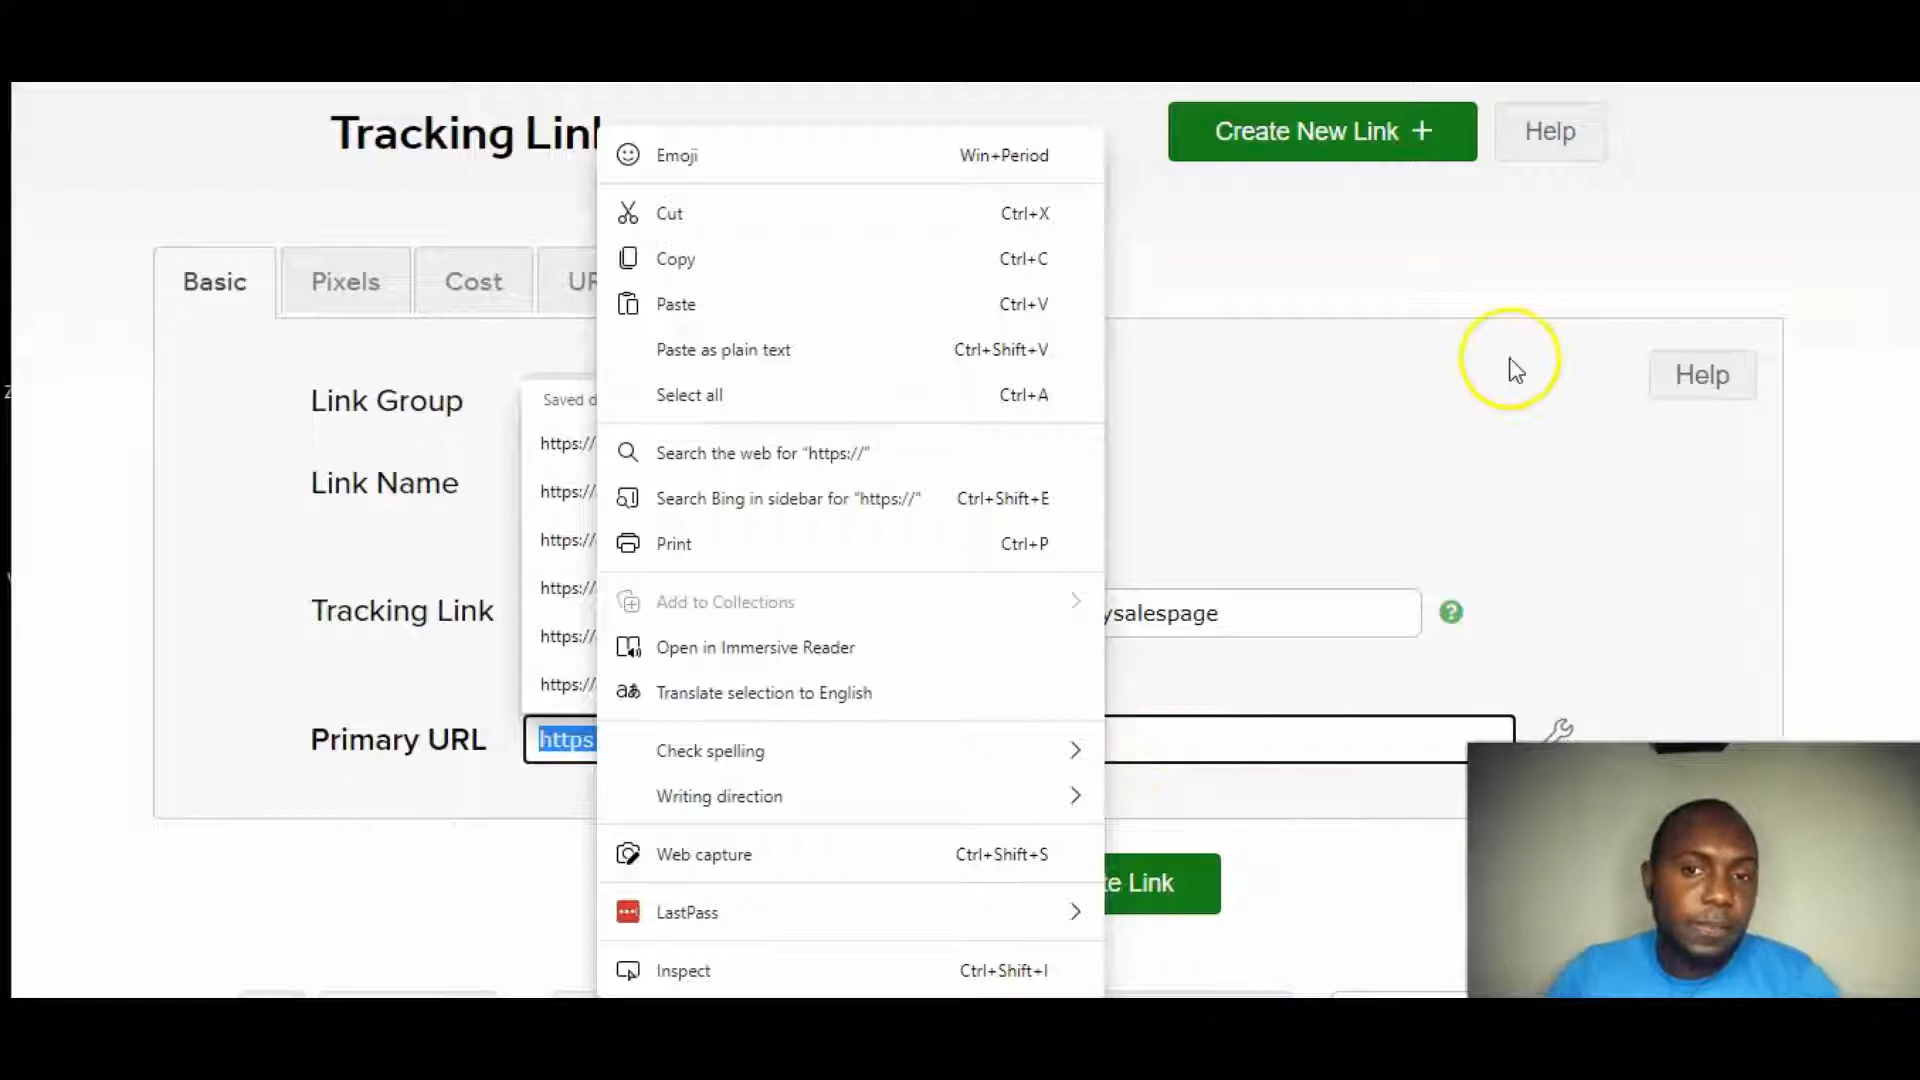 Tracking Lin
Create New Link +
Help
Emoji Win+Period
Cut Ctrl+X
Copy Ctrl+C
Paste Ctrl+V
Paste as plain text Ctrl+Shift+V
Select all Ctrl+A
Search the web for “https://”
Search Bing in sidebar for “https://” Ctrl+Shift+E
Print Ctrl+P
Add to Collections
Open in Immersive Reader
Translate selection to English
Check spelling
Writing direction
Web capture Ctrl+Shift+S
LastPass
Inspect Ctrl+Shift+I
Basic
Pixels
Cost
UR
Help
Link Group
Saved d
https://
https://
https://
https://
https://
https://
Link Name
Tracking Link
ysalespage
?
Primary URL
https
te Link